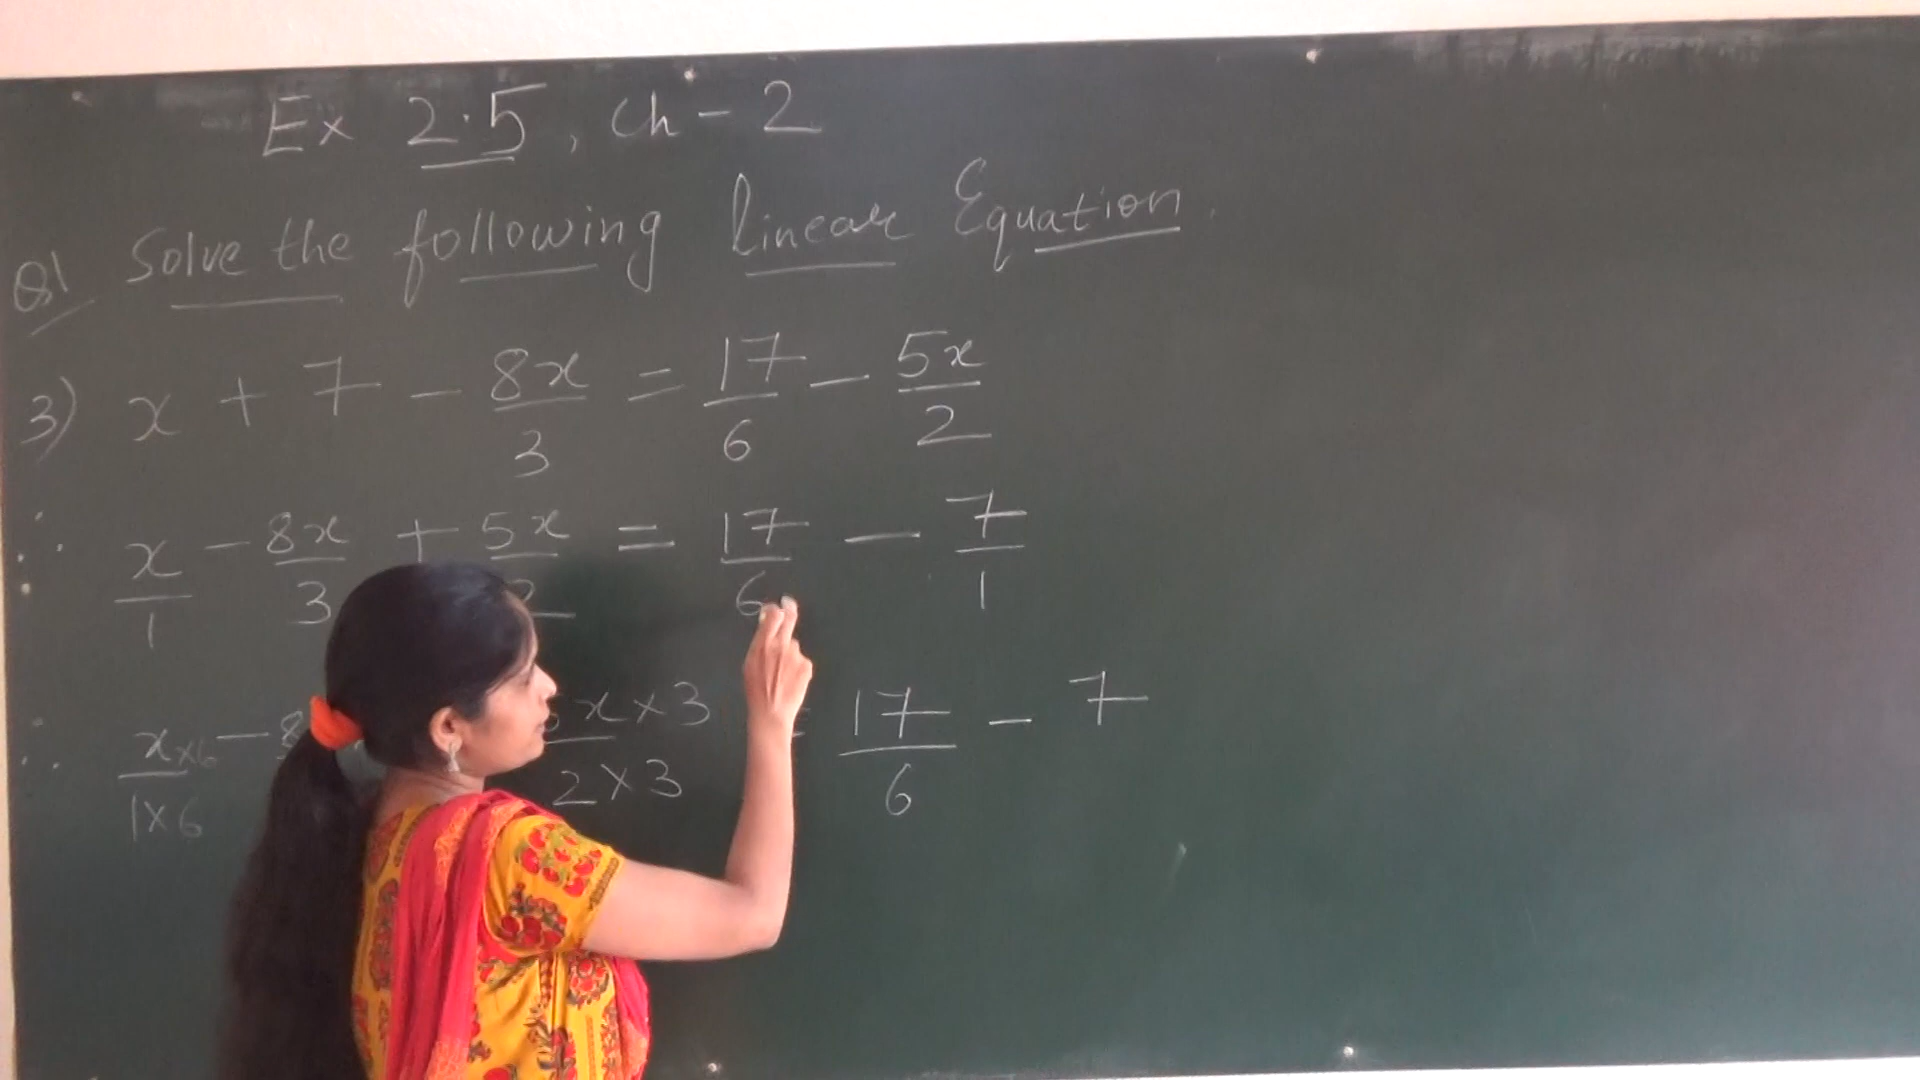 Ex 2.5, Ch - 2
Q1 Solve the following linear Equation.
3) x + 7 - 8x/3 = 17/6 - 5x/2
∴ x/1 - 8x/3 + 5x/2 = 17/6 - 7/1
∴ x×6/1×6 - 8 x×3/2×3 = 17/6 - 7